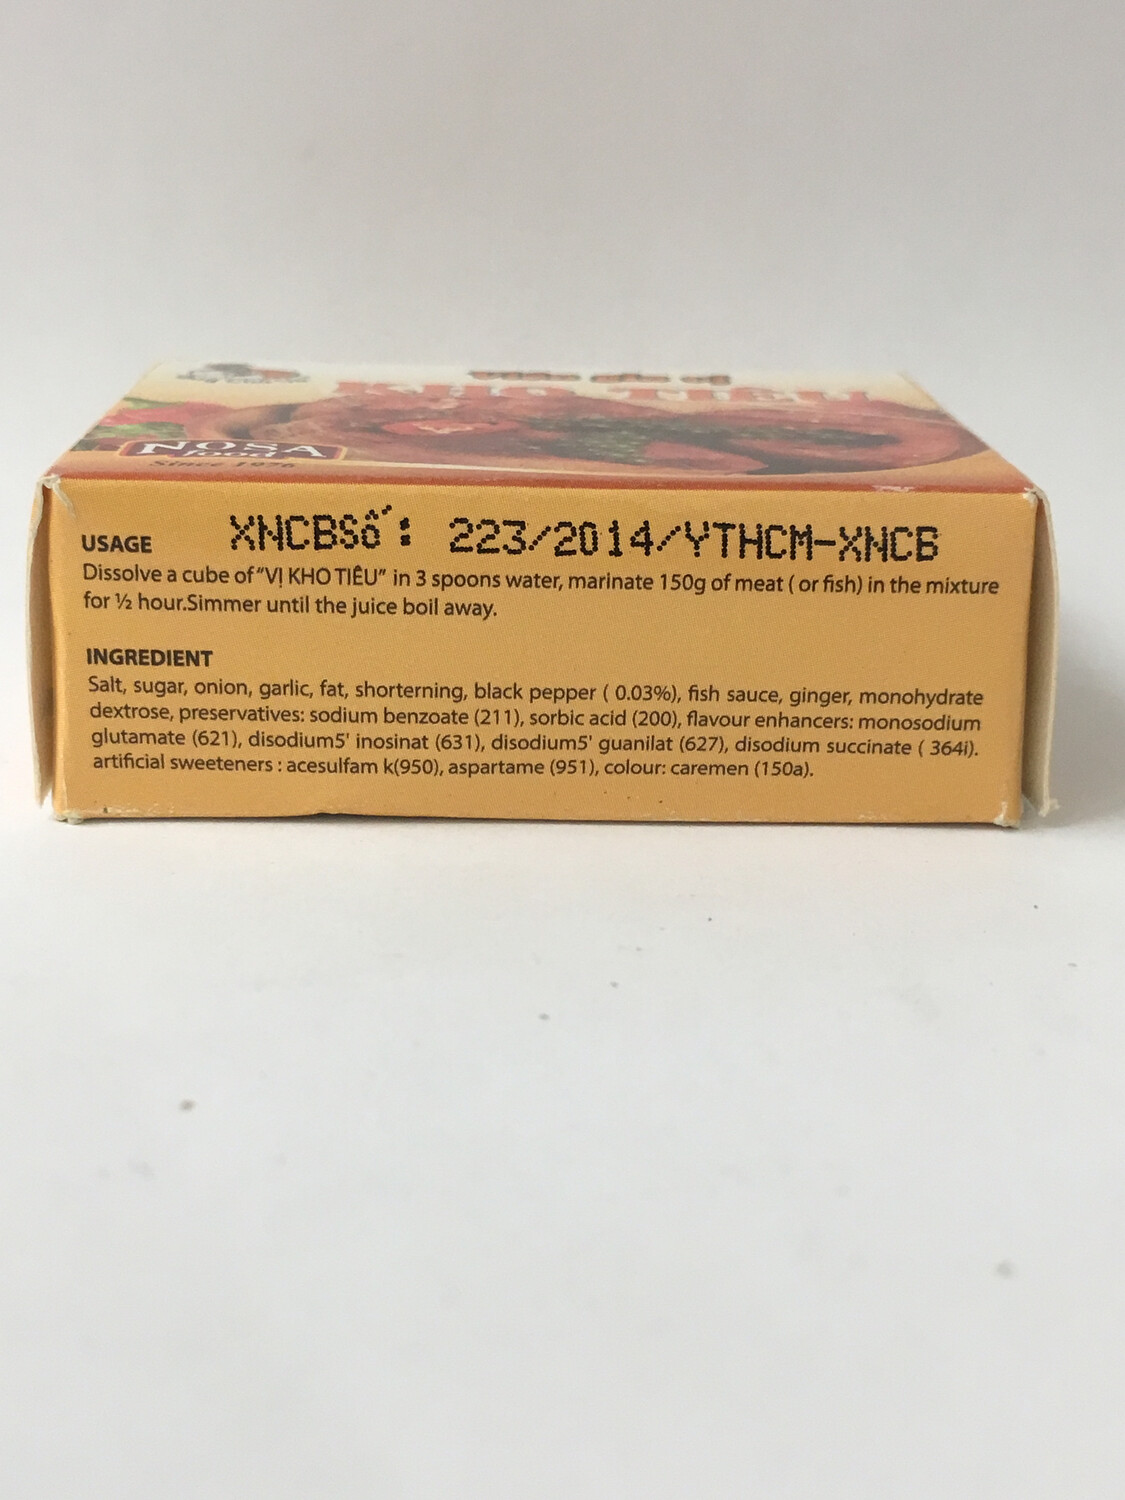 KHO TIÊU
NOSA
food
Since 1976
XNCBSố: 223/2014/YTHCM-XNCB
USAGE
Dissolve a cube of “VỊ KHO TIÊU” in 3 spoons water, marinate 150g of meat ( or fish) in the mixture
for ½ hour.Simmer until the juice boil away.
INGREDIENT
Salt, sugar, onion, garlic, fat, shorterning, black pepper ( 0.03%), fish sauce, ginger, monohydrate
dextrose, preservatives: sodium benzoate (211), sorbic acid (200), flavour enhancers: monosodium
glutamate (621), disodium5' inosinat (631), disodium5' guanilat (627), disodium succinate ( 364i).
artificial sweeteners : acesulfam k(950), aspartame (951), colour: caremen (150a).